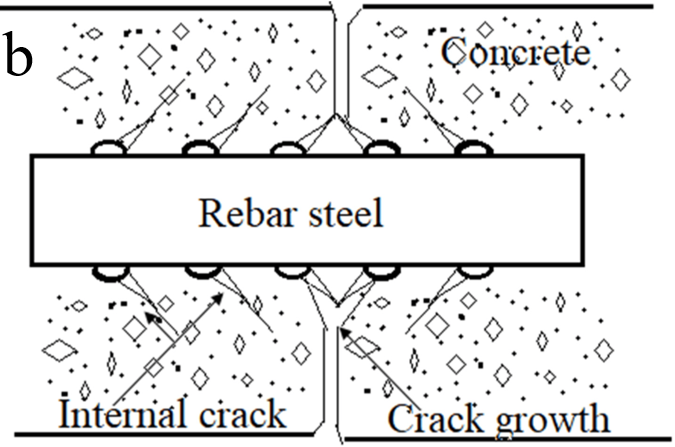 b
Concrete
Rebar steel
Internal crack
Crack growth